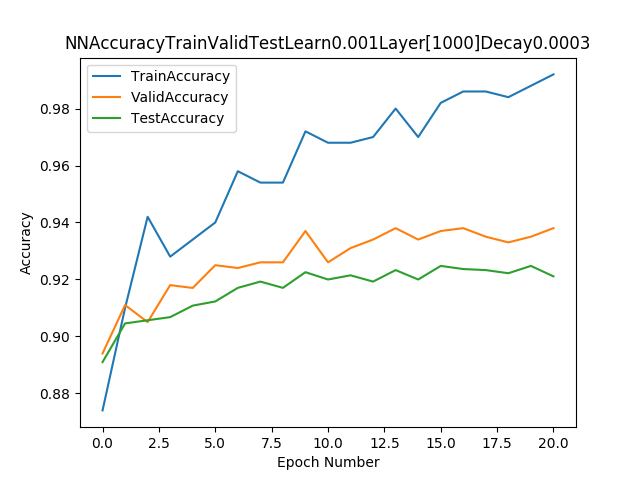 NNAccuracyTrainValidTestLearn0.001Layer[1000]Decay0.0003
TrainAccuracy
ValidAccuracy
TestAccuracy
Accuracy
0.98
0.96
0.94
0.92
0.90
0.88
0.0 2.5 5.0 7.5 10.0 12.5 15.0 17.5 20.0
Epoch Number